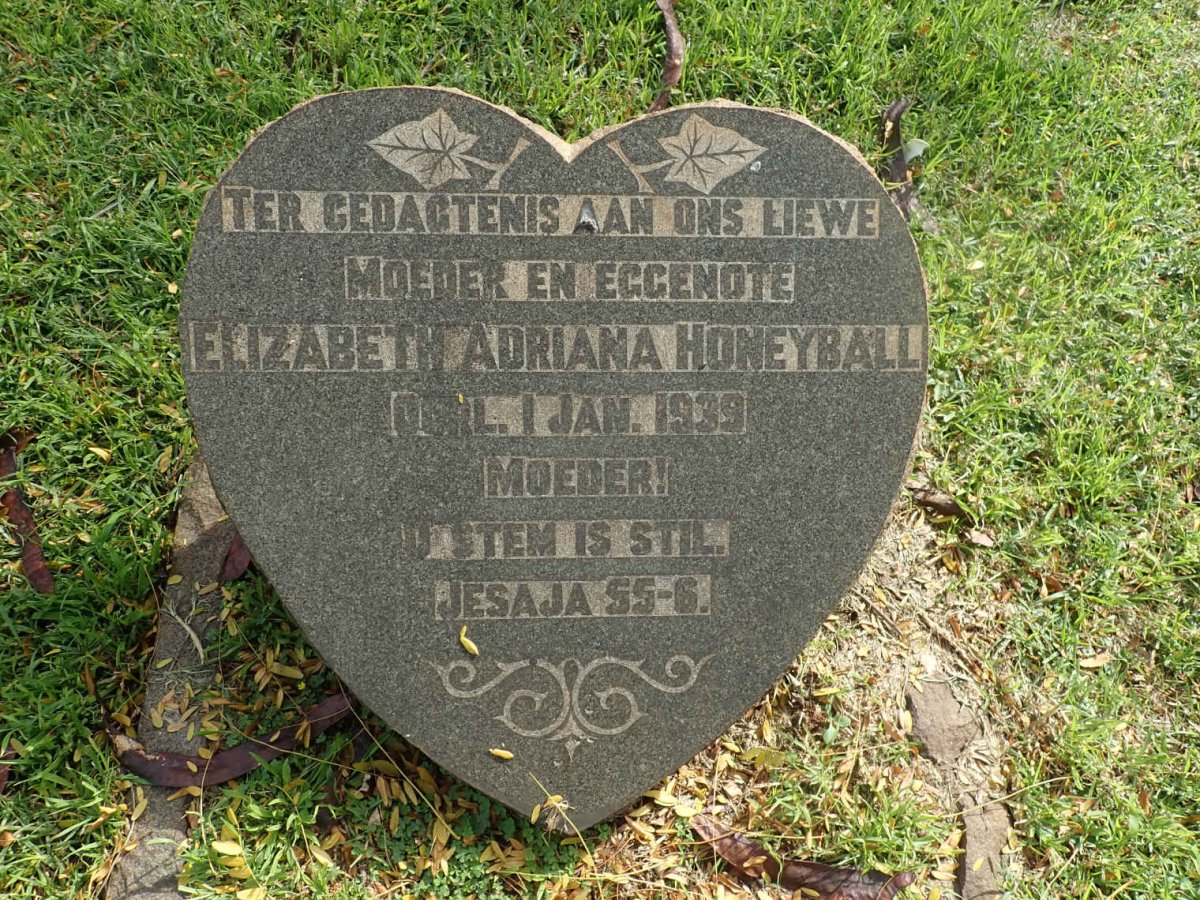 TER GEDAGTENIS AAN ONS LIEWE
MOEDER EN EGGENOTE
ELIZABETH ADRIANA HONEYBALL
1 JAN. 1939
MOEDER!
U STEM IS STIL.
JESAJA 55-6.